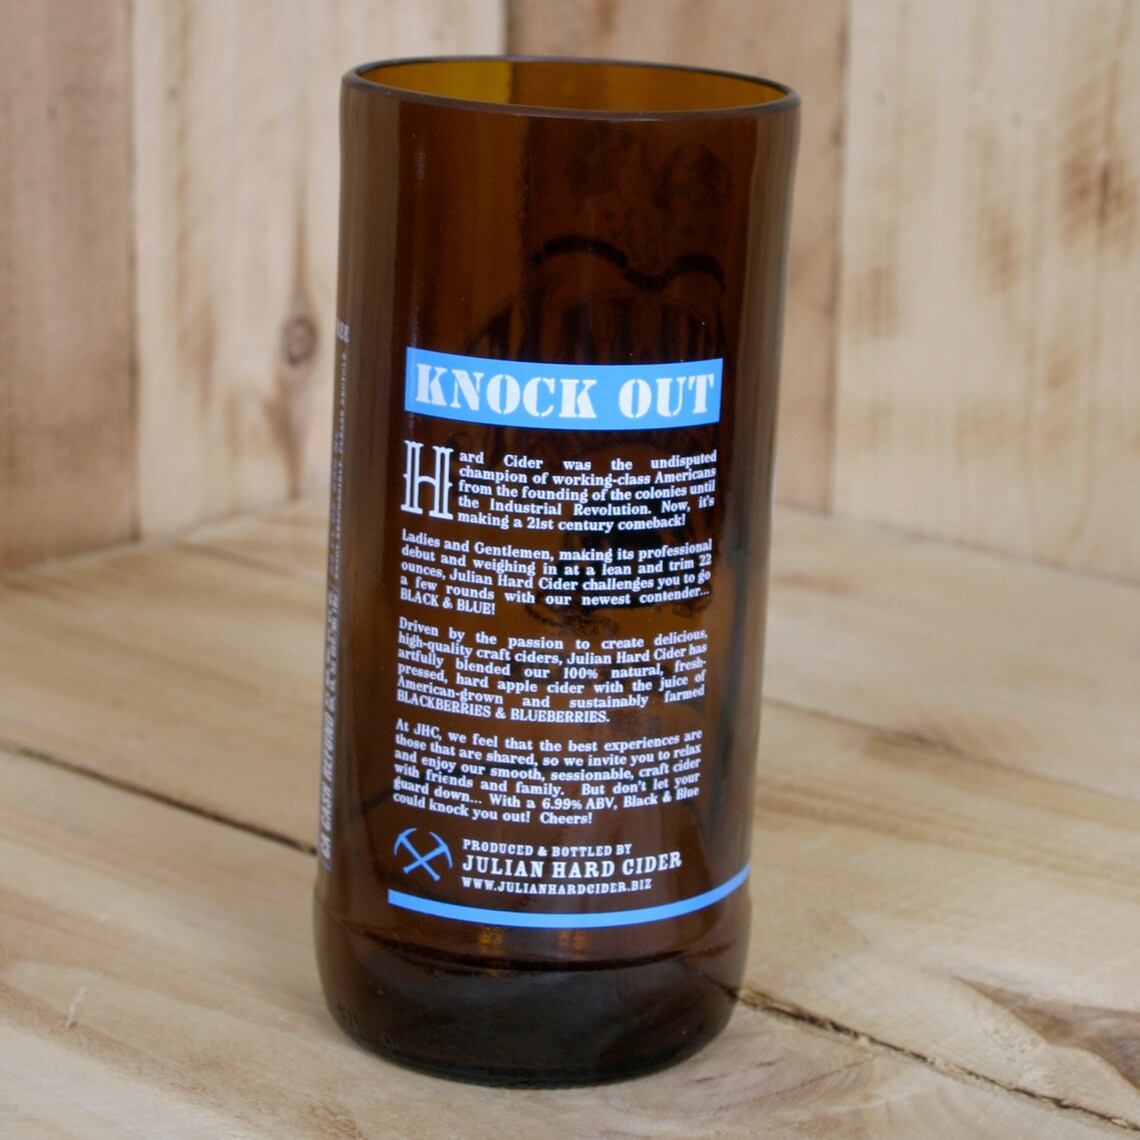 KNOCK OUT
Hard Cider was the undisputed
champion of working-class Americans
from the founding of the colonies until
the Industrial Revolution. Now, it's
making a 21st century comeback!
Ladies and Gentlemen, making its professional
debut and weighing in at a lean and trim 22
ounces, Julian Hard Cider challenges you to go
a few rounds with our newest contender...
BLACK & BLUE!
Driven by the passion to create delicious,
high-quality craft ciders, Julian Hard Cider has
artfully blended our 100% natural, fresh-
pressed, hard apple cider with the juice of
American-grown and sustainably farmed
BLACKBERRIES & BLUEBERRIES.
At JHC, we feel that the best experiences are
those that are shared, so we invite you to relax
and enjoy our smooth, sessionable, craft cider
with friends and family. But don't let your
guard down... With a 6.99% ABV, Black & Blue
could knock you out! Cheers!
PRODUCED & BOTTLED BY
JULIAN HARD CIDER
WWW.JULIANHARDCIDER.BIZ
CA CASH REFUND
PLEASE RECYCLE